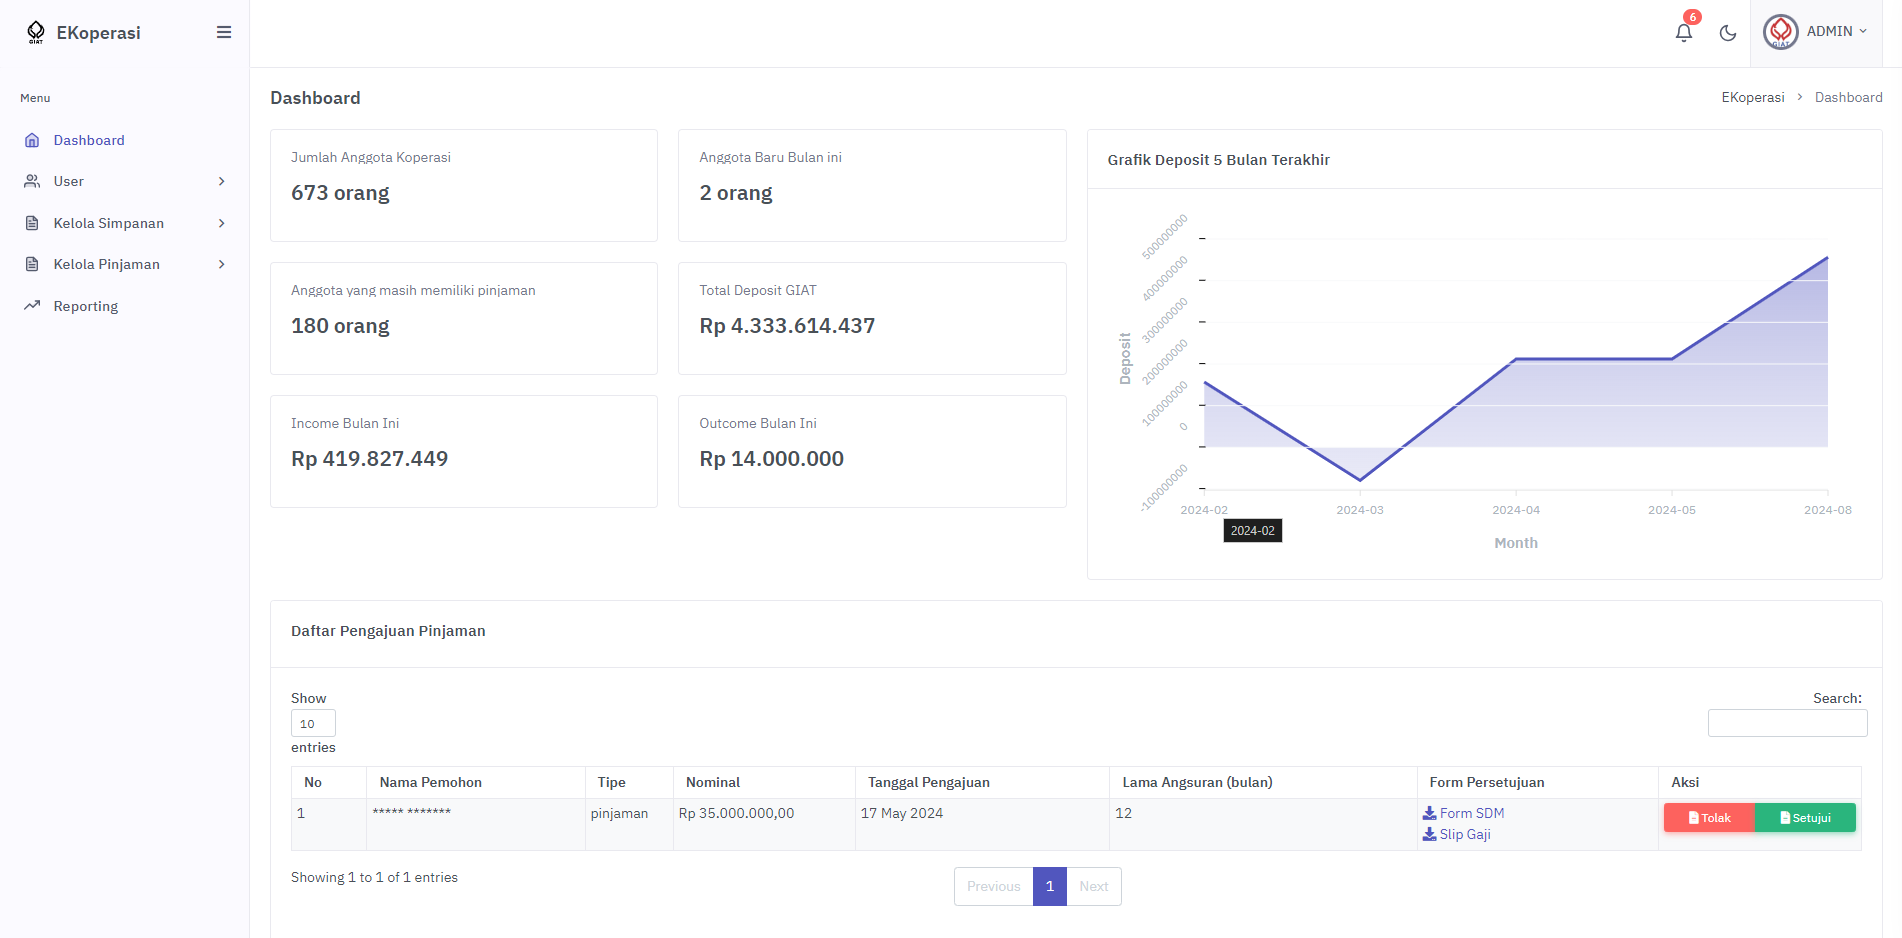 GIAT
EKoperasi
6
GIAT
ADMIN
Menu
Dashboard
User
Kelola Simpanan
Kelola Pinjaman
Reporting
Dashboard
EKoperasi > Dashboard
Jumlah Anggota Koperasi
673 orang
Anggota Baru Bulan ini
2 orang
Anggota yang masih memiliki pinjaman
180 orang
Total Deposit GIAT
Rp 4.333.614.437
Income Bulan Ini
Rp 419.827.449
Outcome Bulan Ini
Rp 14.000.000
Grafik Deposit 5 Bulan Terakhir
Deposit
500000000
400000000
300000000
200000000
100000000
0
-100000000
2024-02 2024-03 2024-04 2024-05 2024-08
2024-02
Month
Daftar Pengajuan Pinjaman
Show
10
entries
Search:
No Nama Pemohon Tipe Nominal Tanggal Pengajuan Lama Angsuran (bulan) Form Persetujuan Aksi
1 ***** ******* pinjaman Rp 35.000.000,00 17 May 2024 12 Form SDM Tolak Setujui
Slip Gaji
Showing 1 to 1 of 1 entries
Previous 1 Next